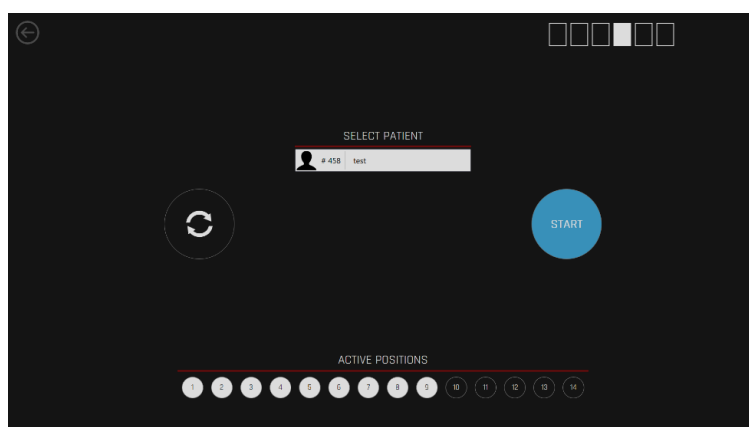 SELECT PATIENT
# 458 test
START
ACTIVE POSITIONS
1 2 3 4 5 6 7 8 9 10 11 12 13 14